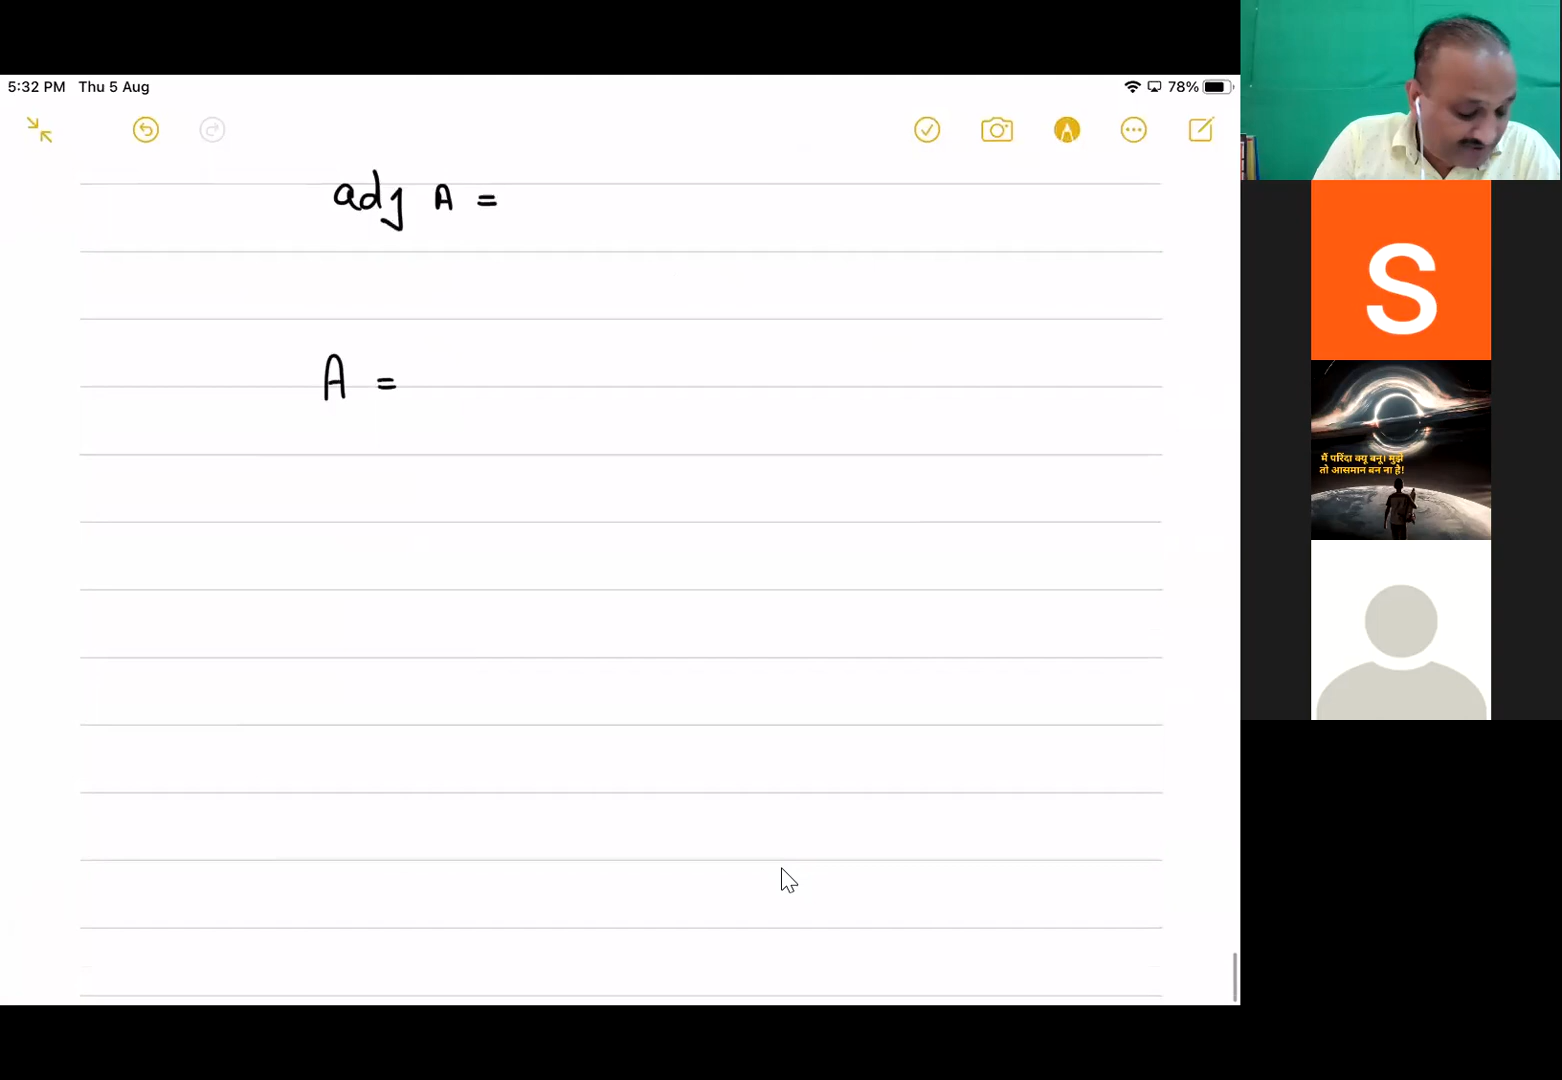 5:32 PM Thu 5 Aug
78%
adj A =
A =
S
मैं परिंदा क्यू बनू। मुझे
तो आसमान बन ना है!